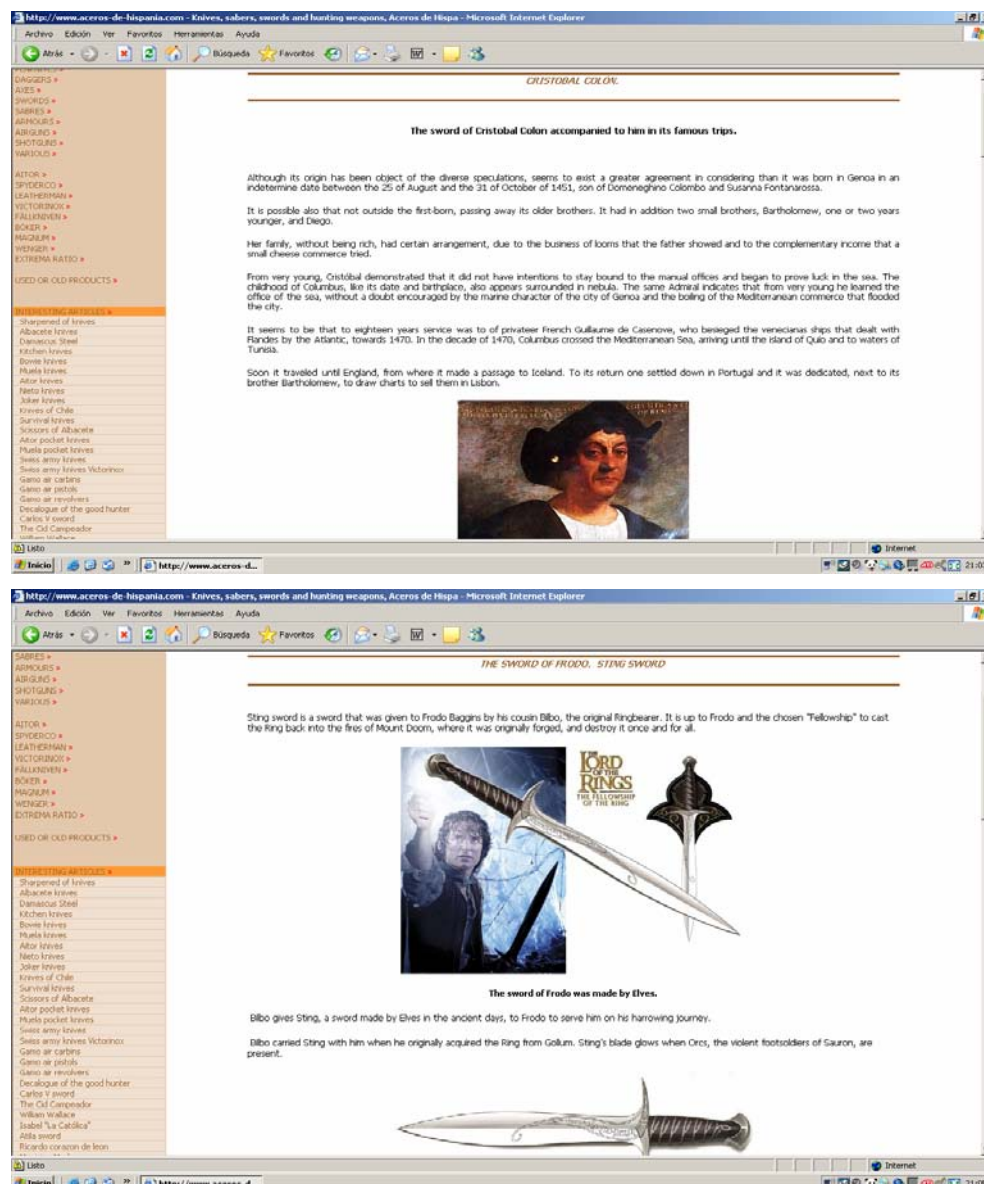 http://www.aceros-de-hispania.com - Knives, sabers, swords and hunting weapons, Aceros de Hispa - Microsoft Internet Explorer
Archivo Edición Ver Favoritos Herramientas Ayuda
Atrás Búsqueda Favoritos
DAGGERS »
AXES »
SWORDS »
SABRES »
ARMOURS »
AIRGUNS »
SHOTGUNS »
VARIOUS »
AITOR »
SPYDERCO »
LEATHERMAN »
VICTORINOX »
FÄLLKNIVEN »
BÖKER »
MAGNUM »
WENGER »
EXTREMA RATIO »
USED OR OLD PRODUCTS »
INTERESTING ARTICLES »
Sharpened of knives
Albacete knives
Damascus Steel
Kitchen knives
Bowie knives
Muela knives
Aitor knives
Nieto knives
Joker knives
Knives of Chile
Survival knives
Scissors of Albacete
Aitor pocket knives
Muela pocket knives
Swiss army knives
Swiss army knives Victorinox
Gamo air carbins
Gamo air pistols
Gamo air revolvers
Decalogue of the good hunter
Carlos V sword
The Cid Campeador
William Wallace
CRISTOBAL COLÓN.
The sword of Cristobal Colon accompanied to him in its famous trips.
Although its origin has been object of the diverse speculations, seems to exist a greater agreement in considering than it was born in Genoa in an
indetermine date between the 25 of August and the 31 of October of 1451, son of Domeneghino Colombo and Susanna Fontanarossa.
It is possible also that not outside the first-born, passing away its older brothers. It had in addition two small brothers, Bartholomew, one or two years
younger, and Diego.
Her family, without being rich, had certain arrangement, due to the business of looms that the father showed and to the complementary income that a
small cheese commerce tried.
From very young, Cristóbal demonstrated that it did not have intentions to stay bound to the manual offices and began to prove luck in the sea. The
childhood of Columbus, like its date and birthplace, also appears surrounded in nebula. The same Admiral indicates that from very young he learned the
office of the sea, without a doubt encouraged by the marine character of the city of Genoa and the boiling of the Mediterranean commerce that flooded
the city.
It seems to be that to eighteen years service was to of privateer French Guillaume de Casenove, who besieged the venecianas ships that dealt with
Flandes by the Atlantic, towards 1470. In the decade of 1470, Columbus crossed the Mediterranean Sea, arriving until the island of Quio and to waters of
Tunisia.
Soon it traveled until England, from where it made a passage to Iceland. To its return one settled down in Portugal and it was dedicated, next to its
brother Bartholomew, to draw charts to sell them in Lisbon.
Listo Internet
Inicio http://www.aceros-d...
http://www.aceros-de-hispania.com - Knives, sabers, swords and hunting weapons, Aceros de Hispa - Microsoft Internet Explorer
Archivo Edición Ver Favoritos Herramientas Ayuda
Atrás Búsqueda Favoritos
SABRES »
ARMOURS »
AIRGUNS »
SHOTGUNS »
VARIOUS »
AITOR »
SPYDERCO »
LEATHERMAN »
VICTORINOX »
FÄLLKNIVEN »
BÖKER »
MAGNUM »
WENGER »
EXTREMA RATIO »
USED OR OLD PRODUCTS »
INTERESTING ARTICLES »
Sharpened of knives
Albacete knives
Damascus Steel
Kitchen knives
Bowie knives
Muela knives
Aitor knives
Nieto knives
Joker knives
Knives of Chile
Survival knives
Scissors of Albacete
Aitor pocket knives
Muela pocket knives
Swiss army knives
Swiss army knives Victorinox
Gamo air carbins
Gamo air pistols
Gamo air revolvers
Decalogue of the good hunter
Carlos V sword
The Cid Campeador
William Wallace
Isabel "La Católica"
Atila sword
Ricardo corazon de leon
THE SWORD OF FRODO. STING SWORD
Sting sword is a sword that was given to Frodo Baggins by his cousin Bilbo, the original Ringbearer. It is up to Frodo and the chosen "Fellowship" to cast
the Ring back into the fires of Mount Doom, where it was originally forged, and destroy it once and for all.
THE
LORD
OF THE
RINGS
THE FELLOWSHIP
OF THE RING
The sword of Frodo was made by Elves.
Bilbo gives Sting, a sword made by Elves in the ancient days, to Frodo to serve him on his harrowing journey.
Bilbo carried Sting with him when he originally acquired the Ring from Gollum. Sting's blade glows when Orcs, the violent footsoldiers of Sauron, are
present.
Listo Internet